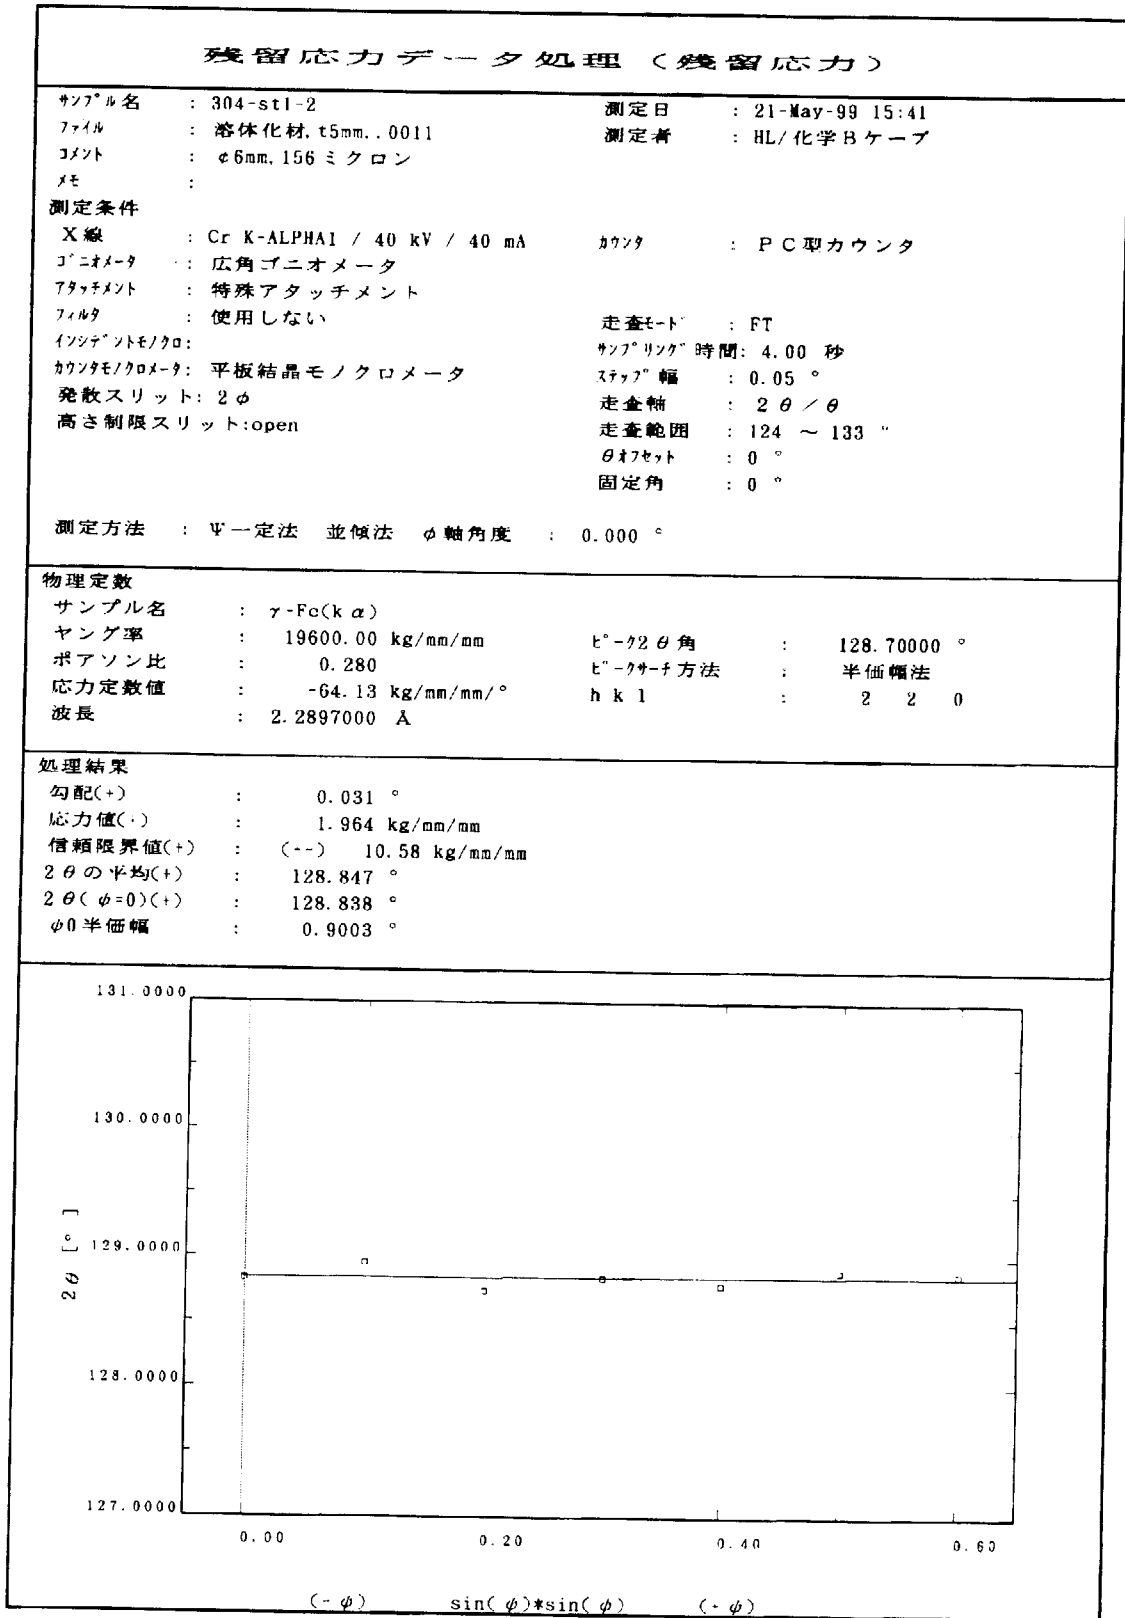 残留応力データ処理（残留応力）
サンプル名 : 304-stl-2 測定日 : 21-May-99 15:41
ファイル : 溶体化材,t5mm..0011 測定者 : HL/化学Bケーブ
コメント : ¢6mm,156ミクロン
メモ :
測定条件
X線 : Cr K-ALPHA1 / 40 kV / 40 mA カウンタ : PC型カウンタ
ゴニオメータ : 広角ゴニオメータ
アタッチメント : 特殊アタッチメント
フィルタ : 使用しない 走査モード : FT
インシデントモノクロ: サンプリング時間: 4.00 秒
カウンタモノクロメータ: 平板結晶モノクロメータ ステップ幅 : 0.05 °
発散スリット: 2φ 走査軸 : 2θ/θ
高さ制限スリット:open 走査範囲 : 124 ～ 133 °
θオフセット : 0 °
固定角 : 0 °
測定方法 : Ψ一定法 並傾法 φ軸角度 : 0.000 °
物理定数
サンプル名 : γ-Fe(kα)
ヤング率 : 19600.00 kg/mm/mm ピーク2θ角 : 128.70000 °
ポアソン比 : 0.280 ピークサーチ方法 : 半価幅法
応力定数値 : -64.13 kg/mm/mm/° h k l : 2 2 0
波長 : 2.2897000 Å
処理結果
勾配(+) : 0.031 °
応力値(+) : 1.964 kg/mm/mm
信頼限界値(+) : (--) 10.58 kg/mm/mm
2θの平均(+) : 128.847 °
2θ(ψ=0)(+) : 128.838 °
ψ0半価幅 : 0.9003 °
131.0000
130.0000
129.0000
128.0000
127.0000
2θ [°]
0.00 0.20 0.40 0.60
(-ψ) sin(ψ)*sin(ψ) (+ψ)